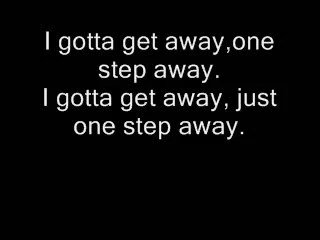 I gotta get away,one
step away.
I gotta get away, just
one step away.